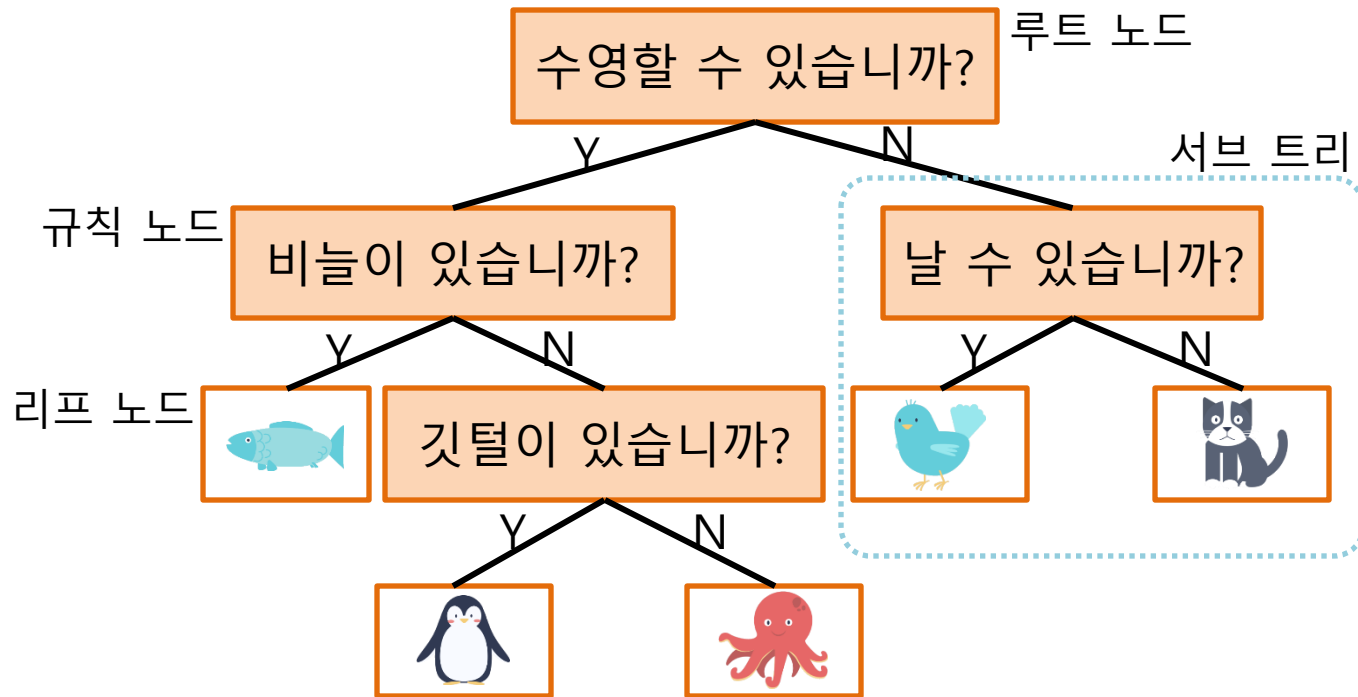 수영할 수 있습니까?
루트 노드
Y
N
서브 트리
규칙 노드
비늘이 있습니까?
날 수 있습니까?
Y
N
Y
N
리프 노드
깃털이 있습니까?
Y
N